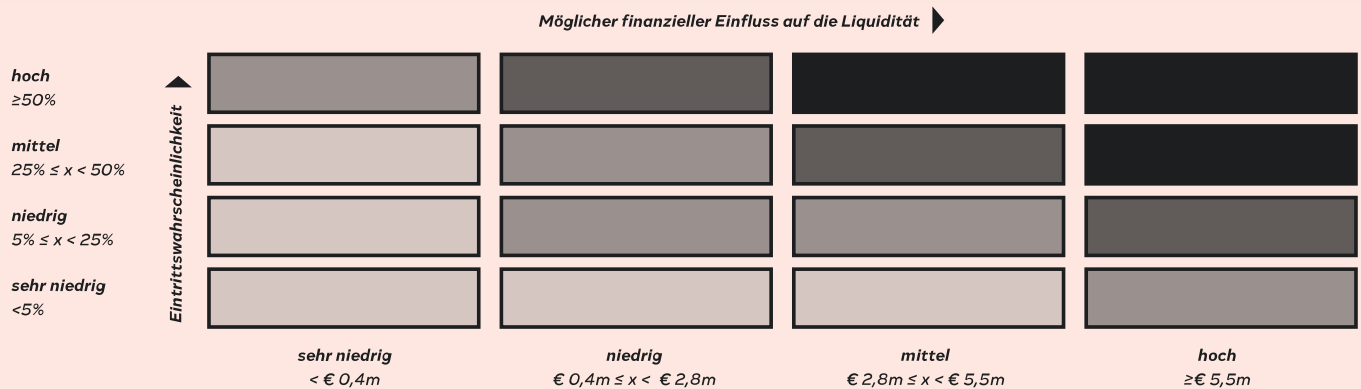 Möglicher finanzieller Einfluss auf die Liquidität
Eintrittswahrscheinlichkeit
hoch
≥50%
mittel
25% ≤ x < 50%
niedrig
5% ≤ x < 25%
sehr niedrig
<5%
sehr niedrig
< € 0,4m
niedrig
€ 0,4m ≤ x < € 2,8m
mittel
€ 2,8m ≤ x < € 5,5m
hoch
≥€ 5,5m